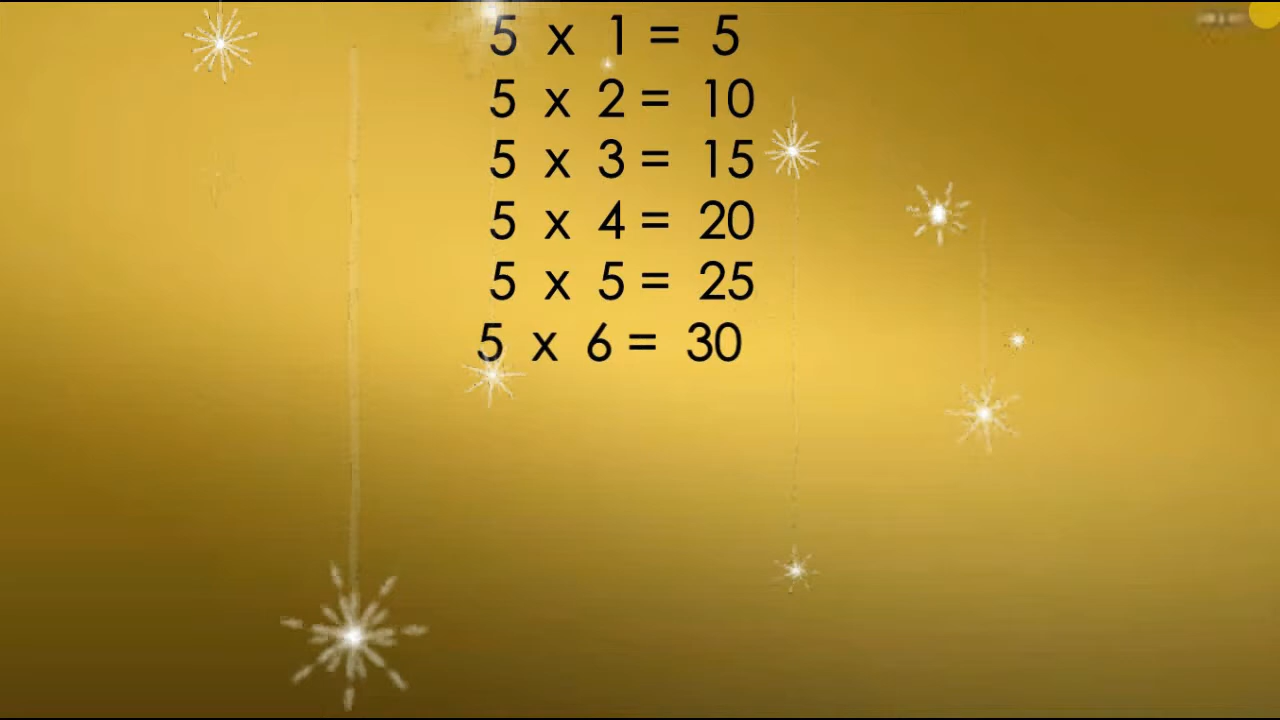 5 x 1 = 5
5 x 2 = 10
5 x 3 = 15
5 x 4 = 20
5 x 5 = 25
5 x 6 = 30